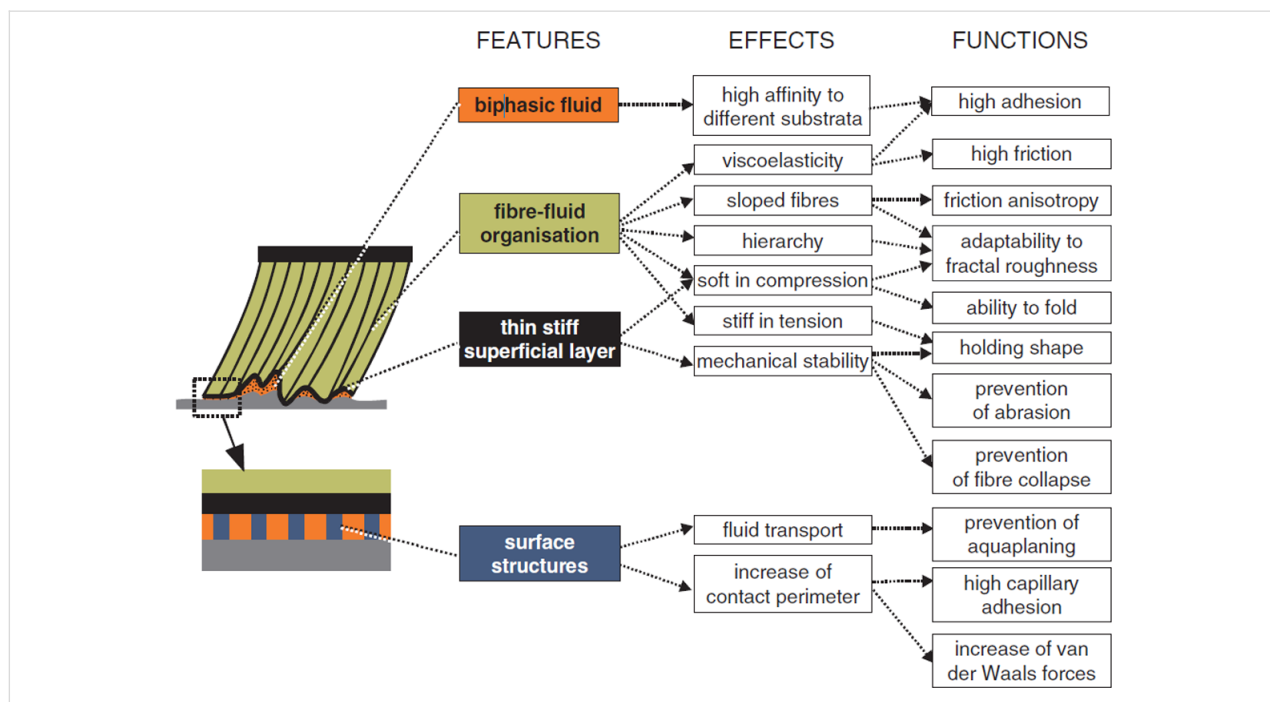 FEATURES
EFFECTS
FUNCTIONS
biphasic fluid
fibre-fluid
organisation
thin stiff
superficial layer
surface
structures
high affinity to
different substrata
viscoelasticity
sloped fibres
hierarchy
soft in compression
stiff in tension
mechanical stability
fluid transport
increase of
contact perimeter
high adhesion
high friction
friction anisotropy
adaptability to
fractal roughness
ability to fold
holding shape
prevention
of abrasion
prevention
of fibre collapse
prevention of
aquaplaning
high capillary
adhesion
increase of van
der Waals forces